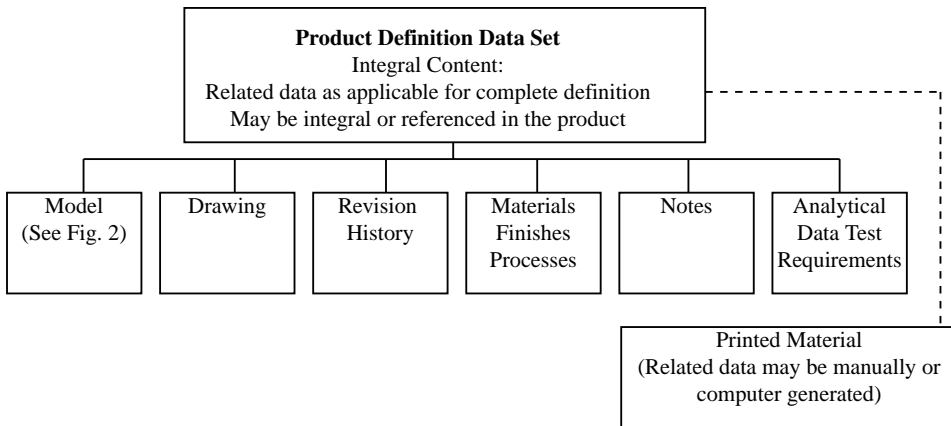 Product Definition Data Set
Integral Content:
Related data as applicable for complete definition
May be integral or referenced in the product
Model
(See Fig. 2)
Drawing
Revision
History
Materials
Finishes
Processes
Notes
Analytical
Data Test
Requirements
Printed Material
(Related data may be manually or
computer generated)